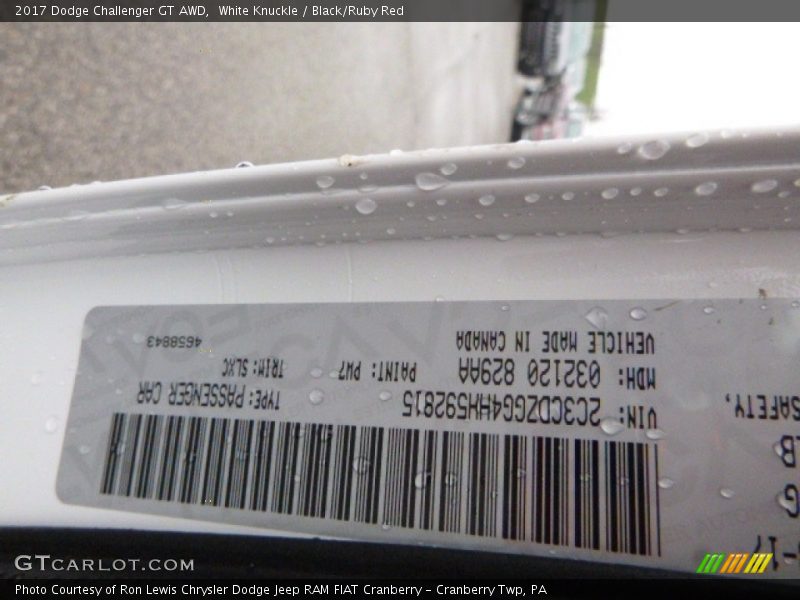 2017 Dodge Challenger GT AWD, White Knuckle / Black/Ruby Red
SAFETY.
VIN: 2C3CDZGG4HH592815
TYPE: PASSENGER CAR
MDH: 032120 829AA
PAINT: PW7
TRIM: SLXC
VEHICLE MADE IN CANADA
4658843
GTCARLOT.COM
Photo Courtesy of Ron Lewis Chrysler Dodge Jeep RAM FIAT Cranberry - Cranberry Twp, PA